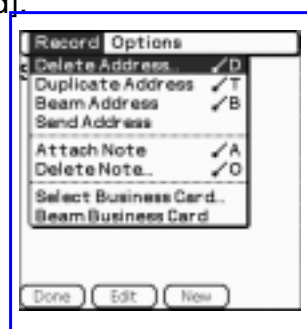 d].
Record Options
Delete Address.. /D
Duplicate Address /T
Beam Address /B
Send Address
Attach Note /A
Delete Note.. /O
Select Business Card..
Beam Business Card
Done Edit New